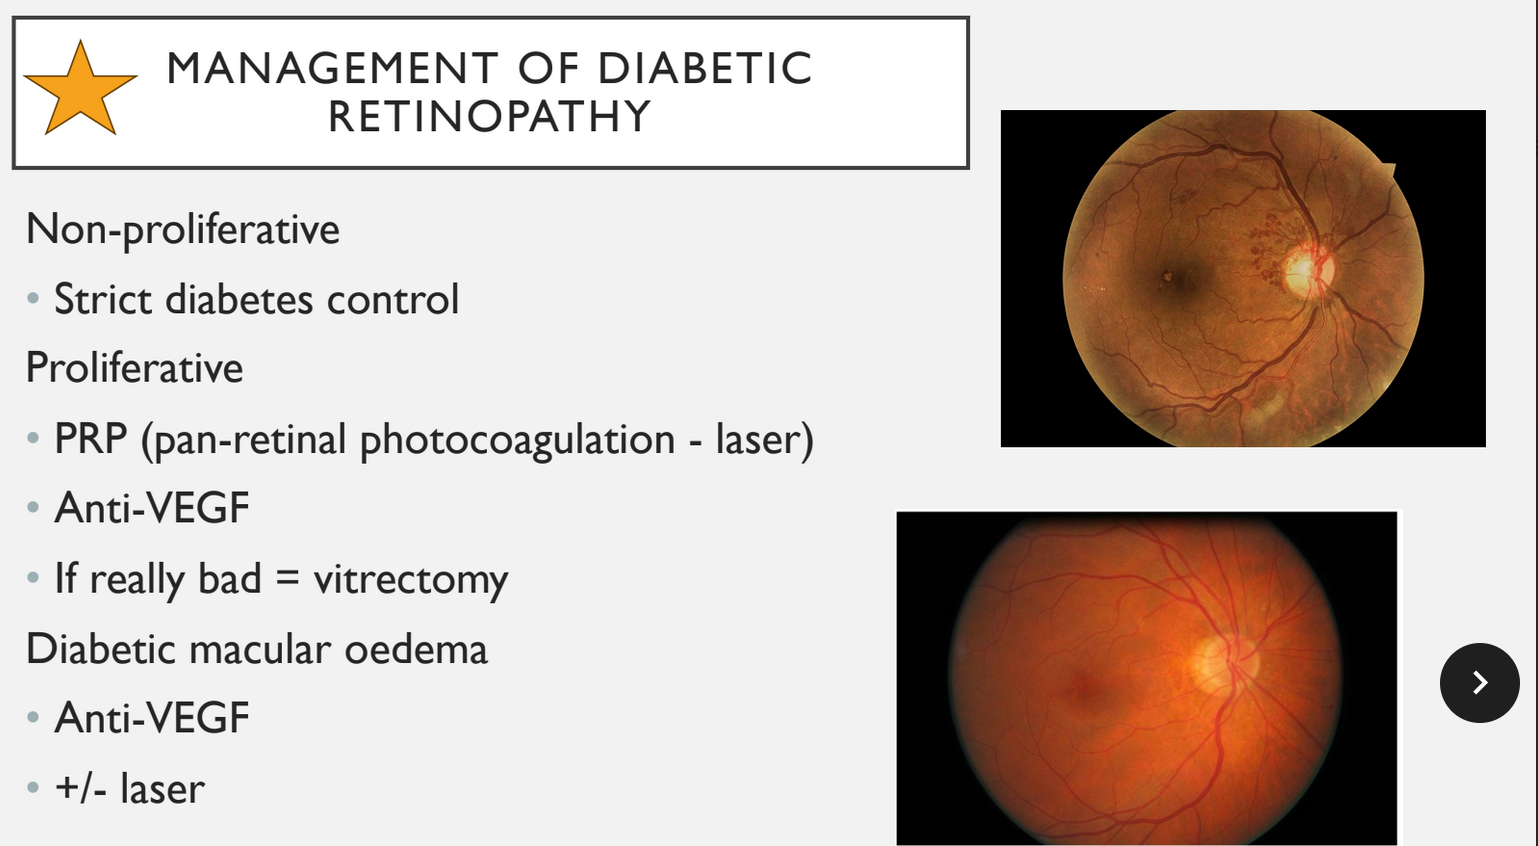 MANAGEMENT OF DIABETIC
RETINOPATHY
Non-proliferative
• Strict diabetes control
Proliferative
• PRP (pan-retinal photocoagulation - laser)
• Anti-VEGF
• If really bad = vitrectomy
Diabetic macular oedema
• Anti-VEGF
• +/- laser